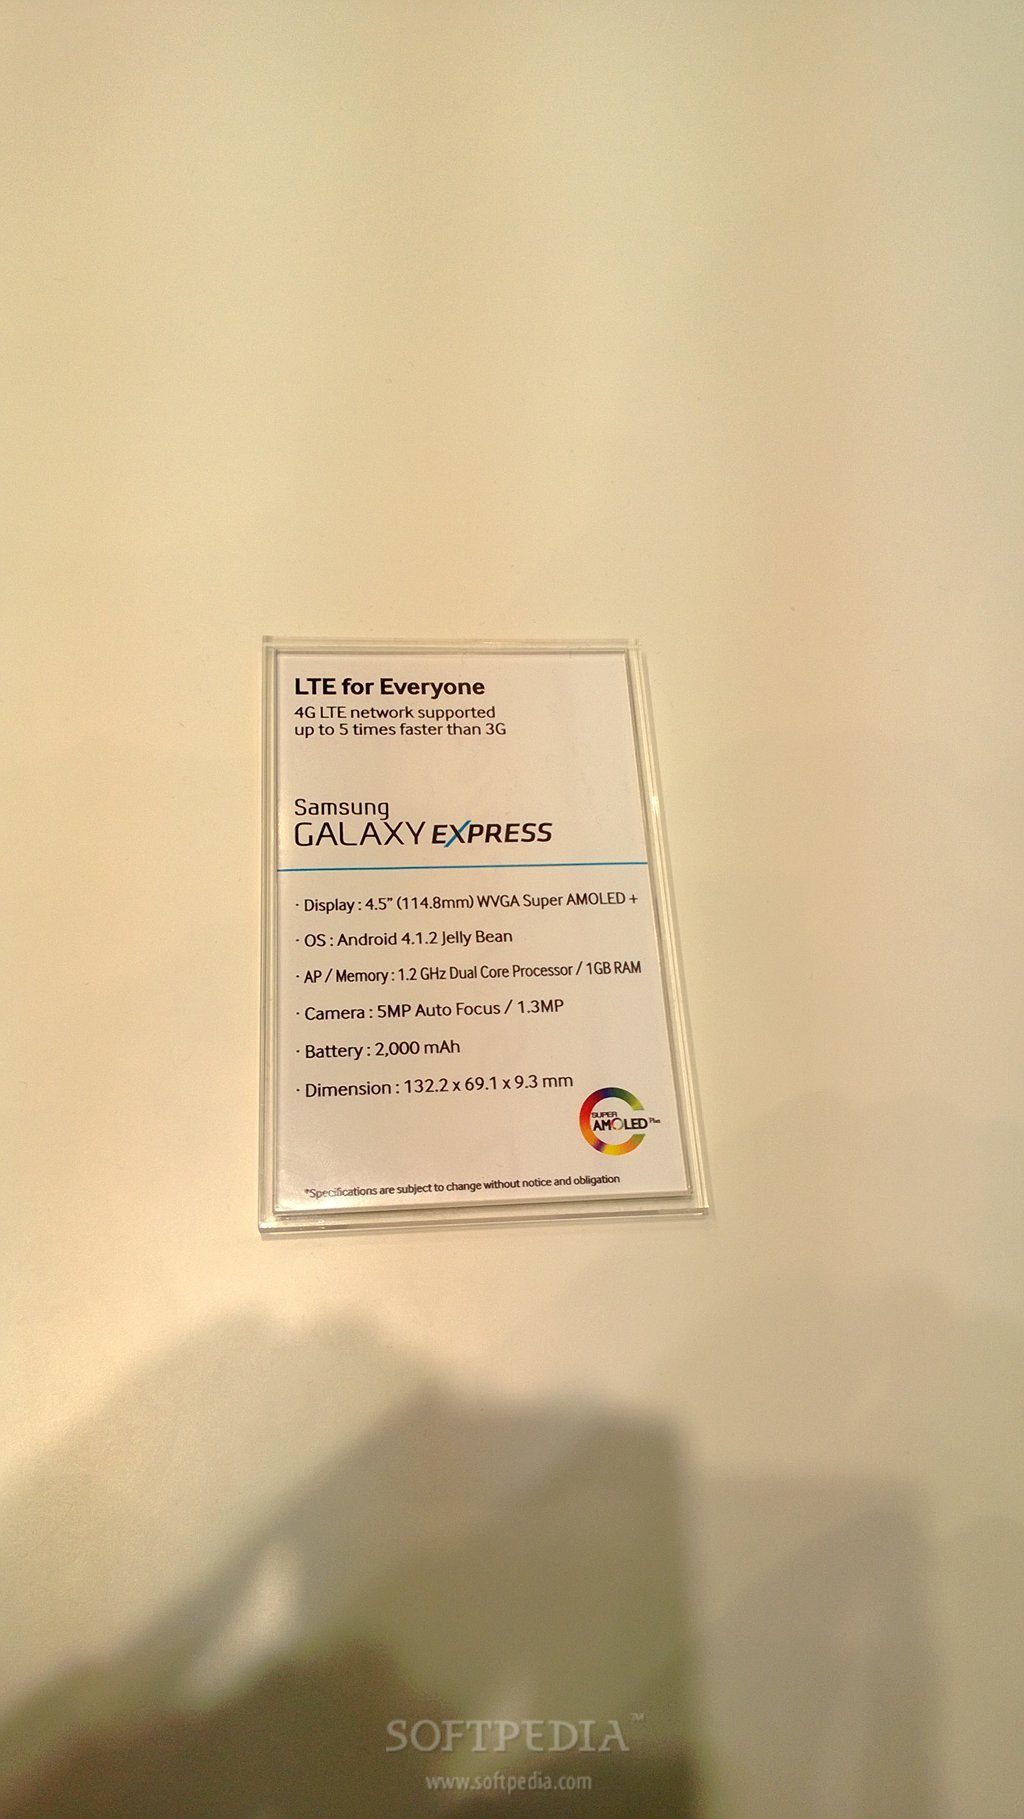 LTE for Everyone
4G LTE network supported
up to 5 times faster than 3G
Samsung
GALAXY EXPRESS
· Display : 4.5” (114.8mm) WVGA Super AMOLED +
· OS : Android 4.1.2 Jelly Bean
· AP / Memory : 1.2 GHz Dual Core Processor / 1GB RAM
· Camera : 5MP Auto Focus / 1.3MP
· Battery : 2,000 mAh
· Dimension : 132.2 x 69.1 x 9.3 mm
SUPER
AMOLED Plus
*Specifications are subject to change without notice and obligation
SOFTPEDIA™
www.softpedia.com